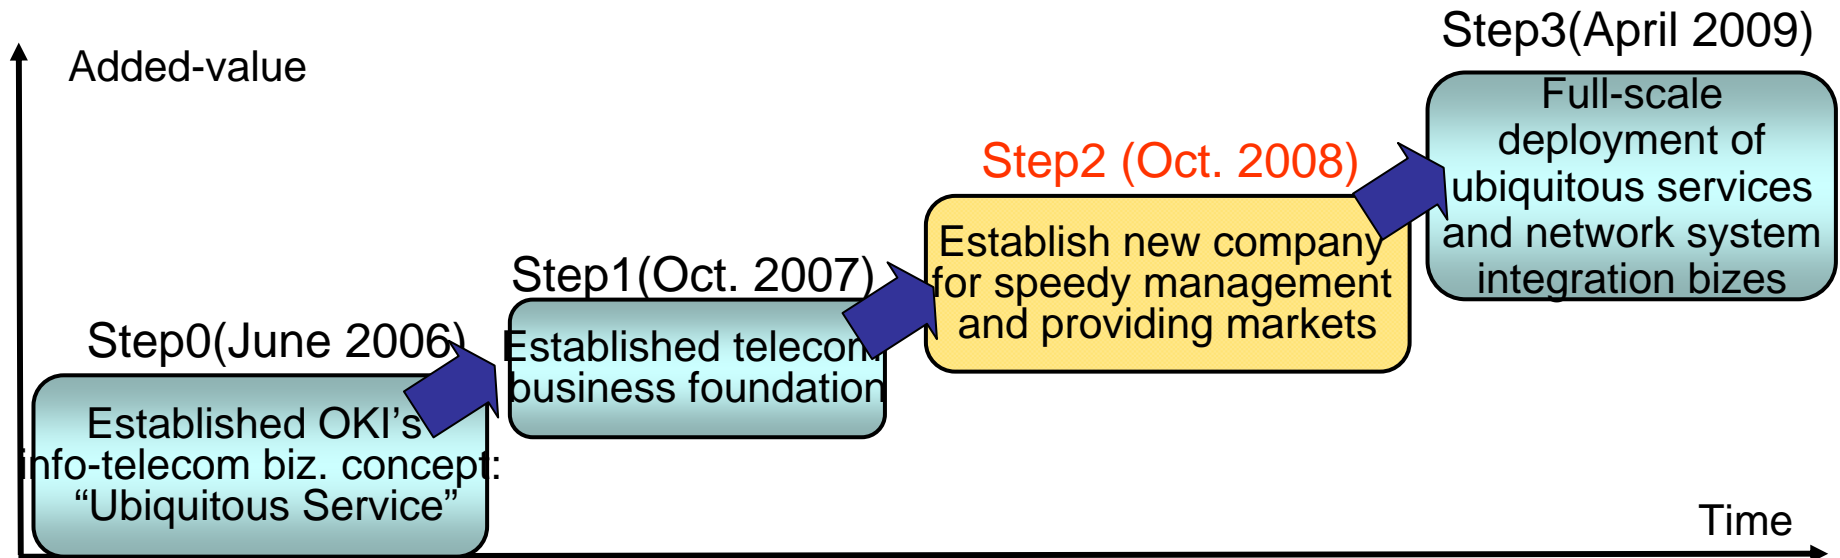 Added-value
Step0(June 2006)
Established OKI's
info-telecom biz. concept:
“Ubiquitous Service”
Step1(Oct. 2007)
Established telecom
business foundation
Step2 (Oct. 2008)
Establish new company
for speedy management
and providing markets
Step3(April 2009)
Full-scale
deployment of
ubiquitous services
and network system
integration bizes
Time